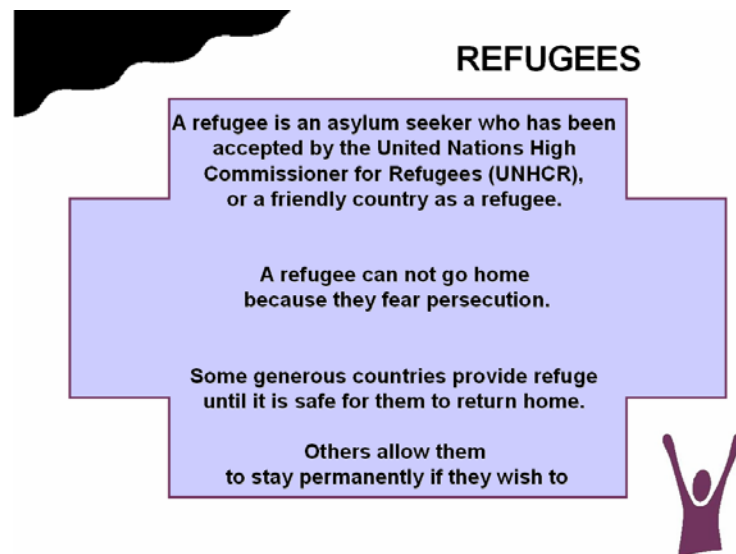 REFUGEES
A refugee is an asylum seeker who has been
accepted by the United Nations High
Commissioner for Refugees (UNHCR),
or a friendly country as a refugee.
A refugee can not go home
because they fear persecution.
Some generous countries provide refuge
until it is safe for them to return home.
Others allow them
to stay permanently if they wish to